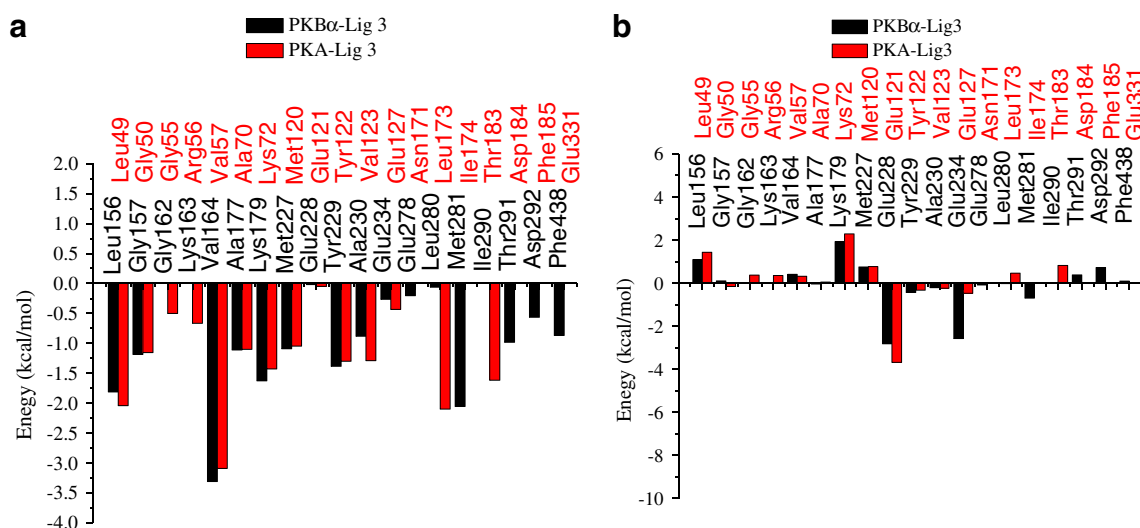 a
PKBα-Lig 3
PKA-Lig 3
Leu49
Gly50
Gly55
Arg56
Val57
Ala70
Lys72
Met120
Glu121
Tyr122
Val123
Glu127
Asn171
Leu173
Ile174
Thr183
Asp184
Phe185
Glu331
Leu156
Gly157
Gly162
Lys163
Val164
Ala177
Lys179
Met227
Glu228
Tyr229
Ala230
Glu234
Glu278
Leu280
Met281
Ile290
Thr291
Asp292
Phe438
2.0
1.5
1.0
0.5
0.0
-0.5
-1.0
-1.5
-2.0
-2.5
-3.0
-3.5
-4.0
Enegy (kcal/mol)
b
PKBα-Lig3
PKA-Lig3
Leu49
Gly50
Gly55
Arg56
Val57
Ala70
Lys72
Met120
Glu121
Tyr122
Val123
Glu127
Asn171
Leu173
Ile174
Thr183
Asp184
Phe185
Glu331
Leu156
Gly157
Gly162
Lys163
Val164
Ala177
Lys179
Met227
Glu228
Tyr229
Ala230
Glu234
Glu278
Leu280
Met281
Ile290
Thr291
Asp292
Phe438
6
4
2
0
-2
-4
-6
-8
-10
Enegy (kcal/mol)